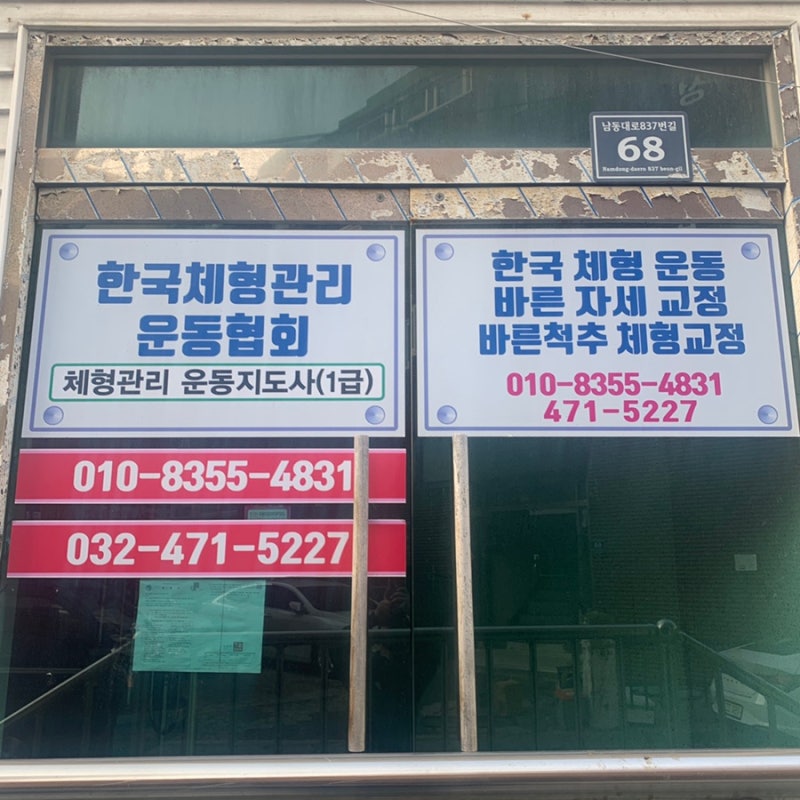 남동대로837번길
68
Namdong-daero 837 beon-gil
한국체형관리
운동협회
체형관리 운동지도사(1급)
010-8355-4831
032-471-5227
한국 체형 운동
바른 자세 교정
바른척추 체형교정
010-8355-4831
471-5227